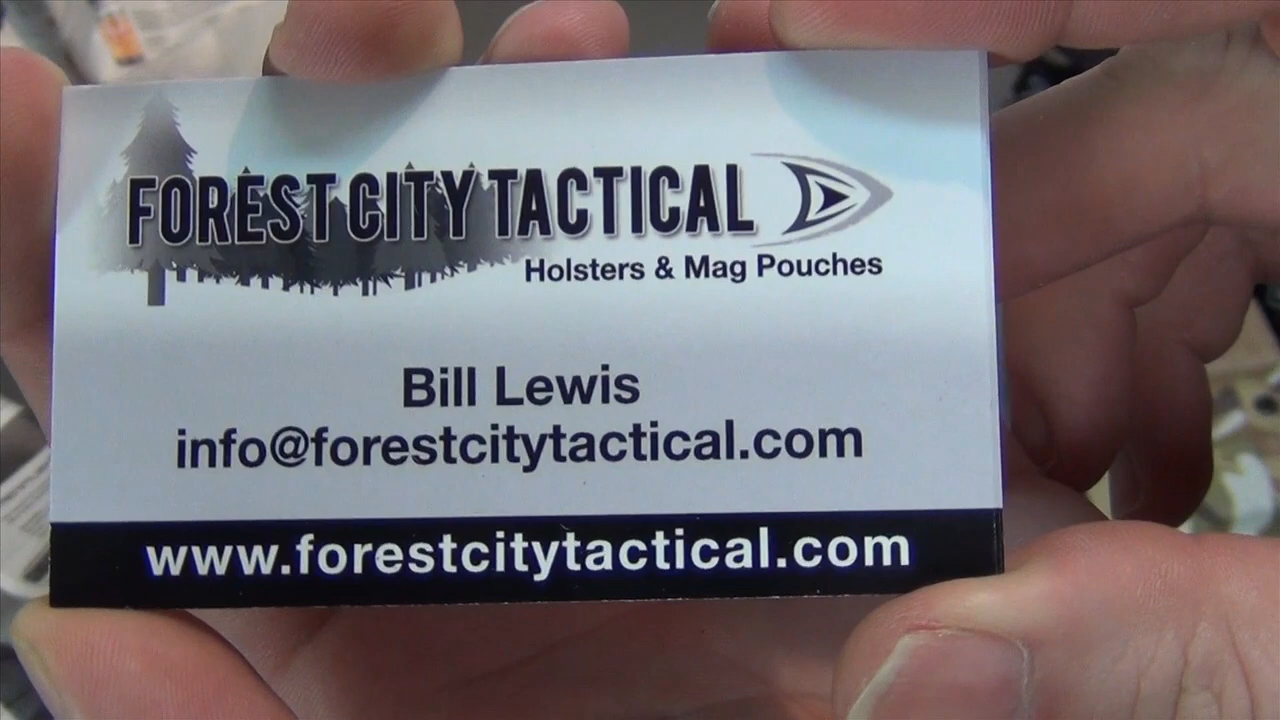 FOREST CITY TACTICAL
Holsters & Mag Pouches
Bill Lewis
info@forestcitytactical.com
www.forestcitytactical.com